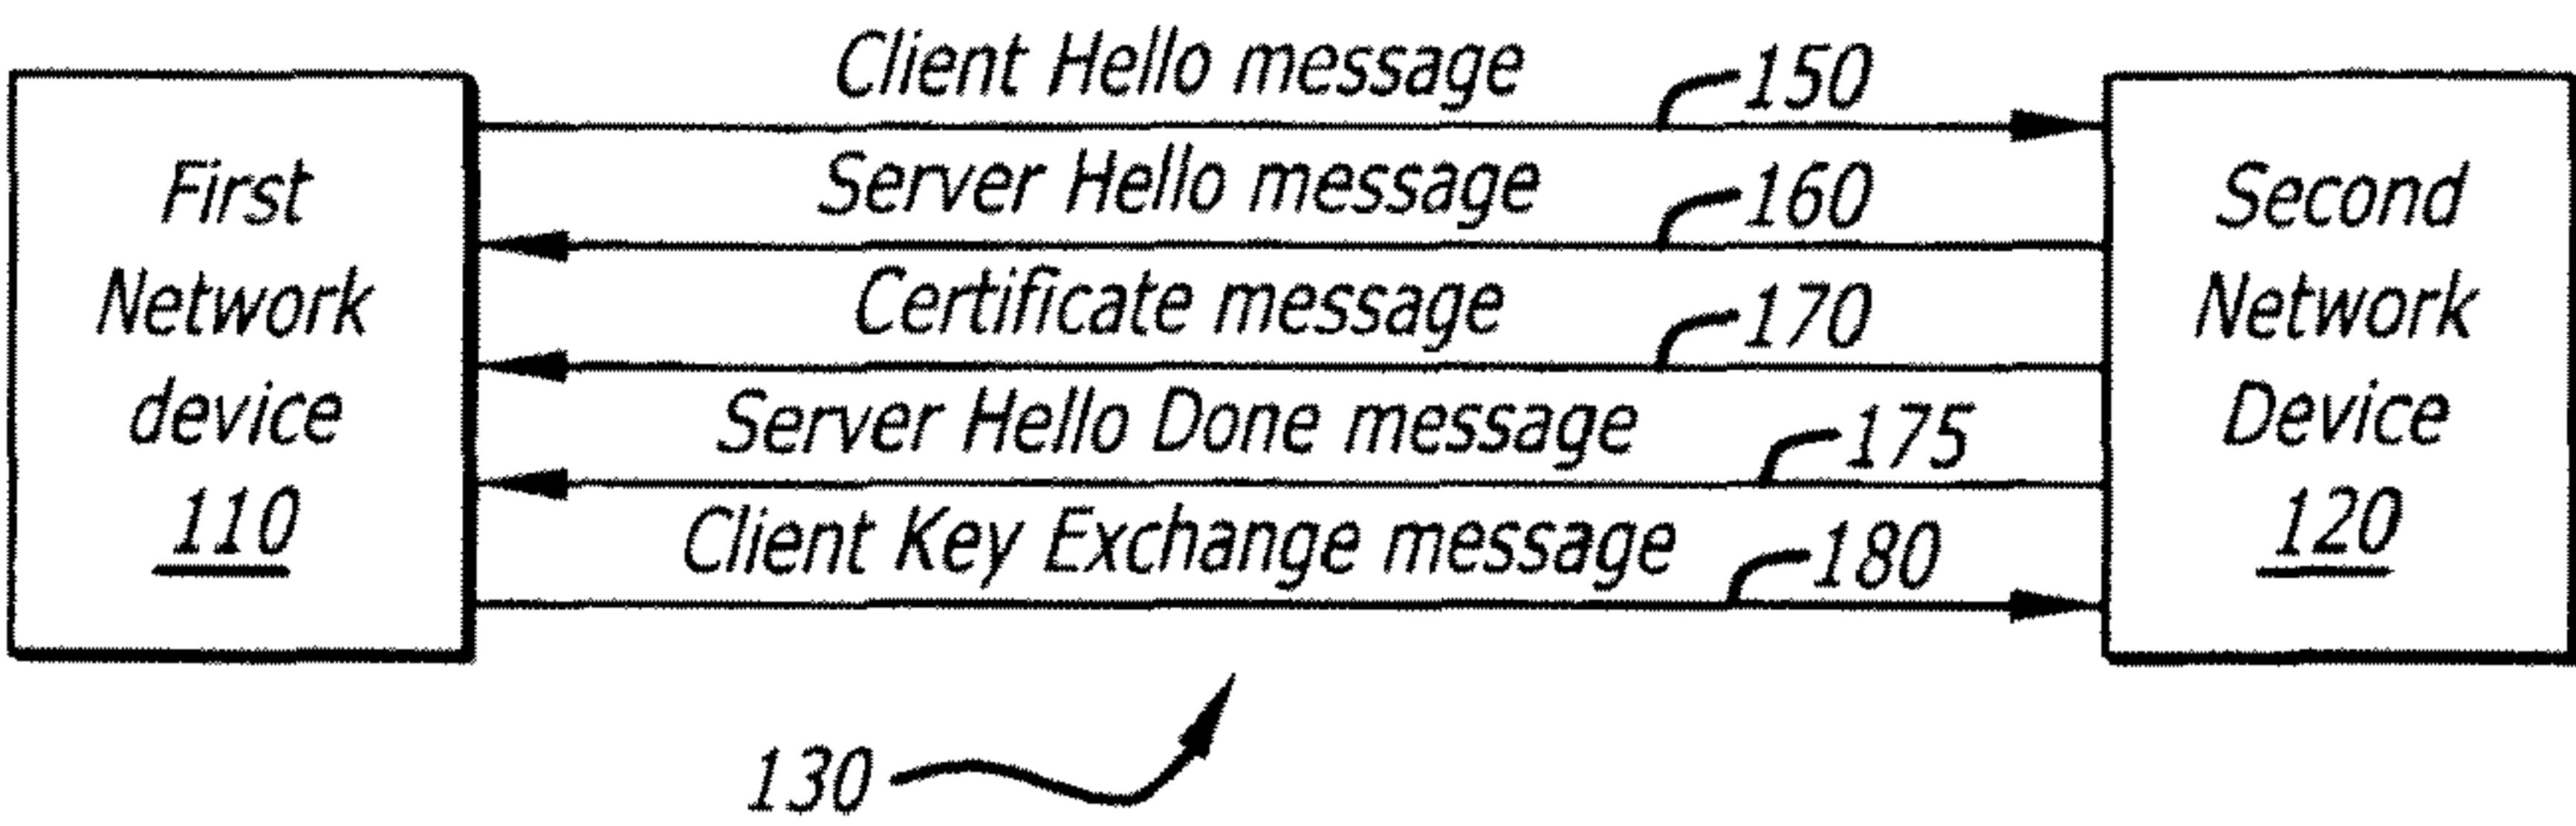 Client Hello message
150
Server Hello message
160
Certificate message
170
Server Hello Done message
175
Client Key Exchange message
180
First
Network
device
110
Second
Network
Device
120
130